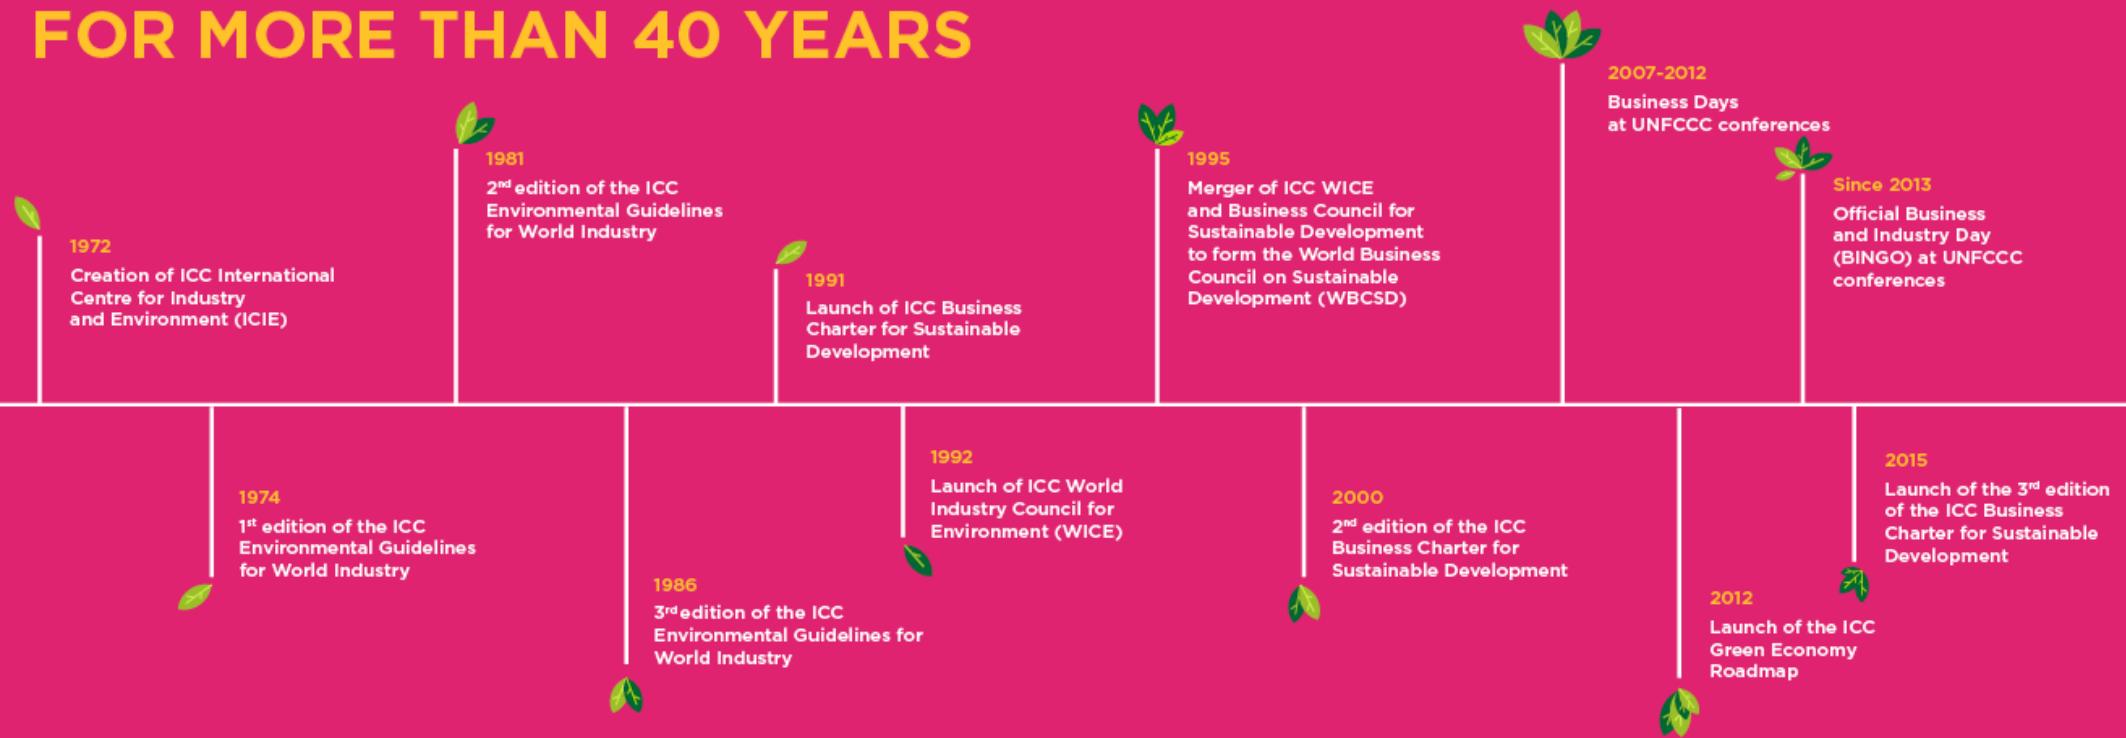 FOR MORE THAN 40 YEARS
1972
Creation of ICC International
Centre for Industry
and Environment (ICIE)
1974
1st edition of the ICC
Environmental Guidelines
for World Industry
1981
2nd edition of the ICC
Environmental Guidelines
for World Industry
1986
3rd edition of the ICC
Environmental Guidelines for
World Industry
1991
Launch of ICC Business
Charter for Sustainable
Development
1992
Launch of ICC World
Industry Council for
Environment (WICE)
1995
Merger of ICC WICE
and Business Council for
Sustainable Development
to form the World Business
Council on Sustainable
Development (WBCSD)
2000
2nd edition of the ICC
Business Charter for
Sustainable Development
2007-2012
Business Days
at UNFCCC conferences
2012
Launch of the ICC
Green Economy
Roadmap
Since 2013
Official Business
and Industry Day
(BINGO) at UNFCCC
conferences
2015
Launch of the 3rd edition
of the ICC Business
Charter for Sustainable
Development